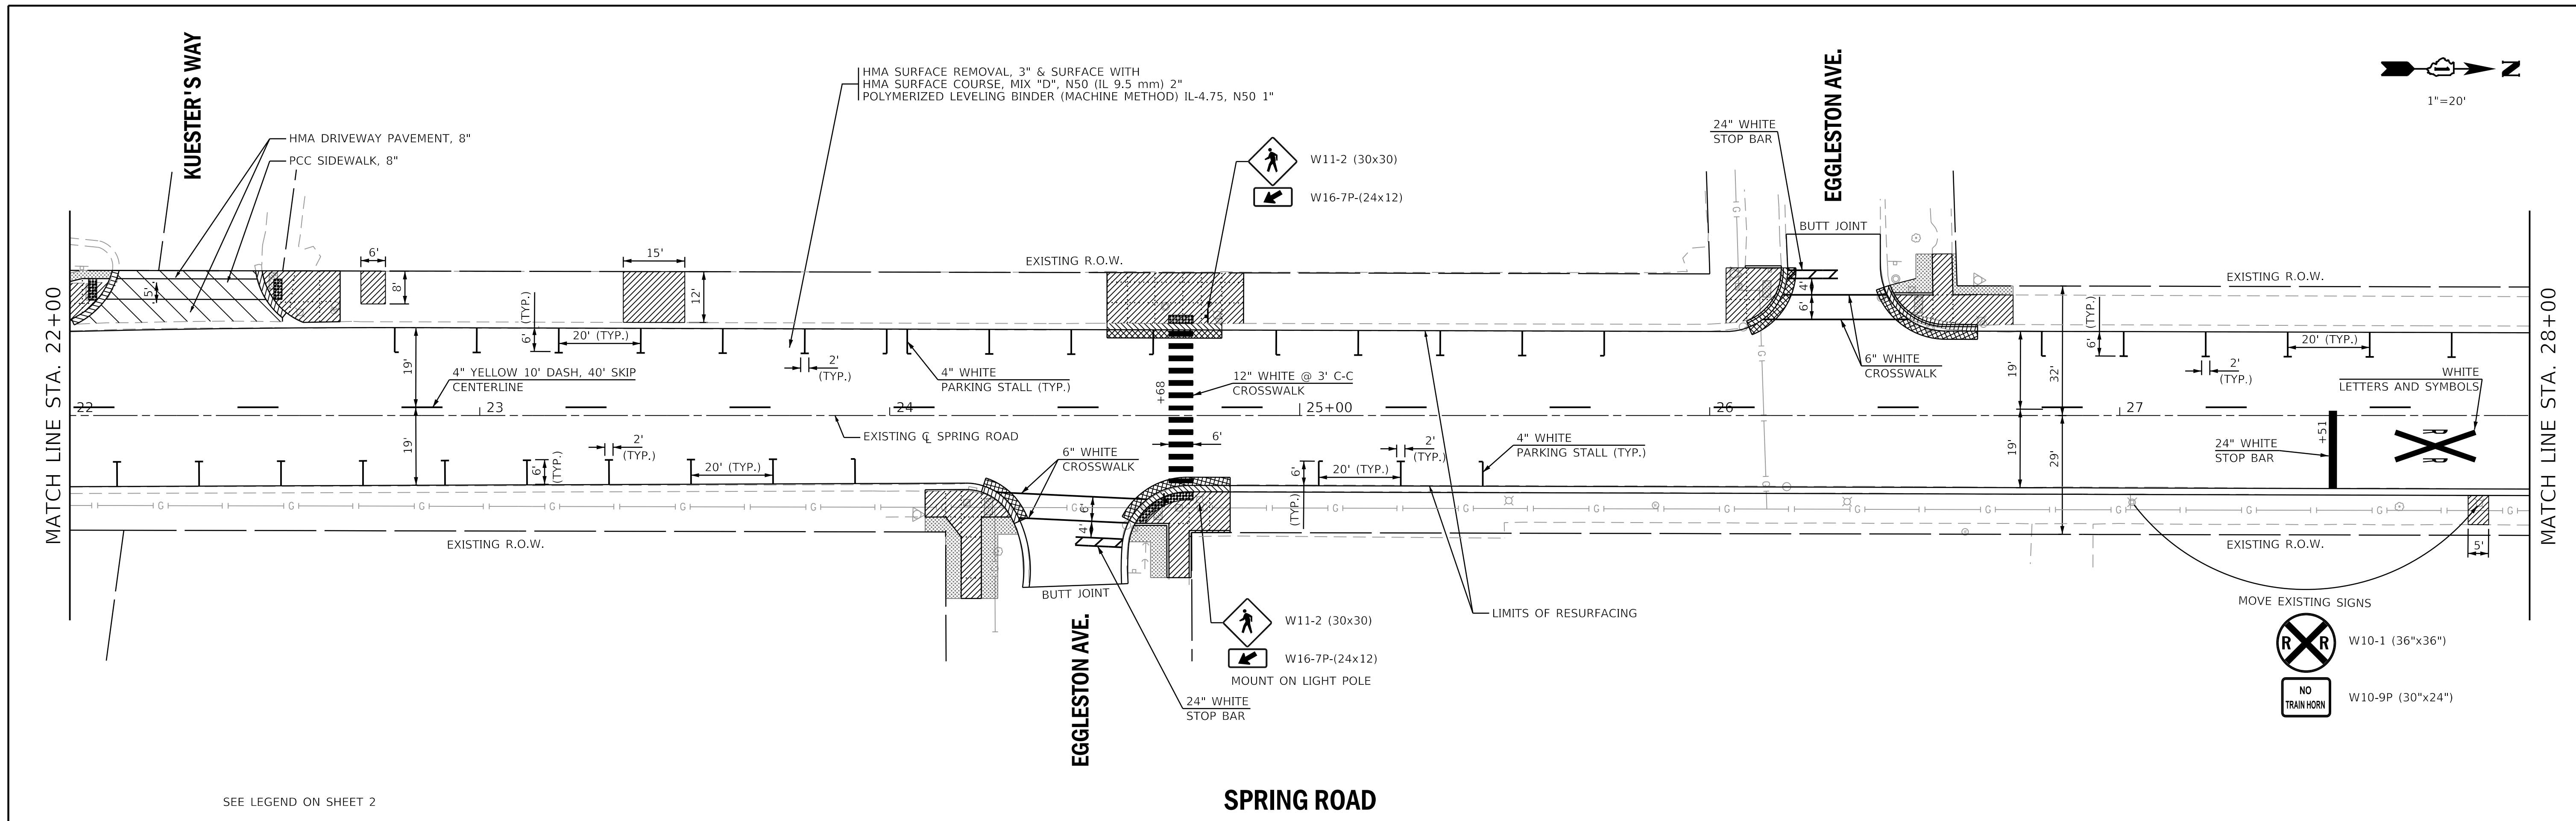 KUESTER'S WAY
HMA DRIVEWAY PAVEMENT, 8"
PCC SIDEWALK, 8"
HMA SURFACE REMOVAL, 3" & SURFACE WITH
HMA SURFACE COURSE, MIX "D", N50 (IL 9.5 mm) 2"
POLYMERIZED LEVELING BINDER (MACHINE METHOD) IL-4.75, N50 1"
W11-2 (30x30)
W16-7P-(24x12)
24" WHITE
STOP BAR
EGGLESTON AVE.
N
1"=20'
BUTT JOINT
EXISTING R.O.W.
EXISTING R.O.W.
MATCH LINE STA. 22+00
5'
6'
8'
15'
12'
4'
6'
6' (TYP.)
20' (TYP.)
2'
(TYP.)
19'
4" YELLOW 10' DASH, 40' SKIP
CENTERLINE
4" WHITE
PARKING STALL (TYP.)
+68
12" WHITE @ 3' C-C
CROSSWALK
6" WHITE
CROSSWALK
19'
32'
6' (TYP.)
20' (TYP.)
2'
(TYP.)
WHITE
LETTERS AND SYMBOLS
MATCH LINE STA. 28+00
22
23
24
25+00
26
27
EXISTING ℄ SPRING ROAD
19'
2'
(TYP.)
6'
(TYP.)
20' (TYP.)
6" WHITE
CROSSWALK
6'
2'
(TYP.)
4" WHITE
PARKING STALL (TYP.)
6'
(TYP.)
20' (TYP.)
19'
29'
24" WHITE
STOP BAR
+51
R
R
G G G G G G G G G G G G G G G G G G
G
G
G
6'
4'
EXISTING R.O.W.
EXISTING R.O.W.
5'
BUTT JOINT
EGGLESTON AVE.
24" WHITE
STOP BAR
W11-2 (30x30)
W16-7P-(24x12)
MOUNT ON LIGHT POLE
LIMITS OF RESURFACING
MOVE EXISTING SIGNS
R R
W10-1 (36"x36")
NO
TRAIN HORN
W10-9P (30"x24")
SEE LEGEND ON SHEET 2
SPRING ROAD